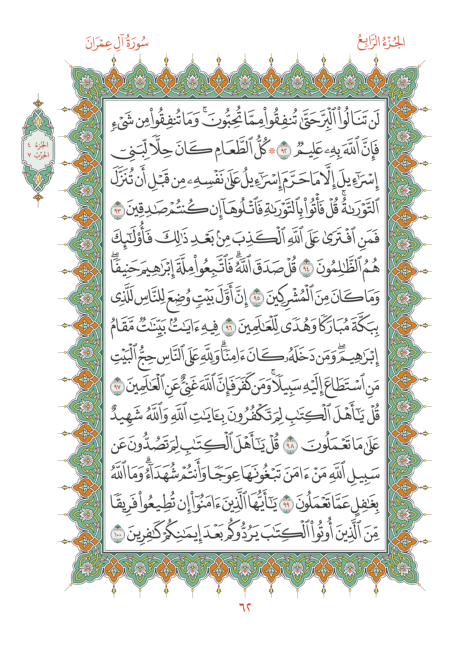 الجُزْءُ الرَّابِعُ
سُورَةُ آلِ عِمْرَانَ
لَن تَنَالُوا۟ ٱلْبِرَّ حَتَّىٰ تُنفِقُوا۟ مِمَّا تُحِبُّونَ ۚ وَمَا تُنفِقُوا۟ مِن شَىْءٍ
فَإِنَّ ٱللَّهَ بِهِۦ عَلِيمٌ ٩٢ ۞ كُلُّ ٱلطَّعَامِ كَانَ حِلًّا لِّبَنِىٓ
إِسْرَٰٓءِيلَ إِلَّا مَا حَرَّمَ إِسْرَٰٓءِيلُ عَلَىٰ نَفْسِهِۦ مِن قَبْلِ أَن تُنَزَّلَ
ٱلتَّوْرَىٰةُ ۗ قُلْ فَأْتُوا۟ بِٱلتَّوْرَىٰةِ فَٱتْلُوهَآ إِن كُنتُمْ صَٰدِقِينَ ٩٣
فَمَنِ ٱفْتَرَىٰ عَلَى ٱللَّهِ ٱلْكَذِبَ مِنۢ بَعْدِ ذَٰلِكَ فَأُو۟لَٰٓئِكَ
هُمُ ٱلظَّٰلِمُونَ ٩٤ قُلْ صَدَقَ ٱللَّهُ ۗ فَٱتَّبِعُوا۟ مِلَّةَ إِبْرَٰهِيمَ حَنِيفًا ۖ
وَمَا كَانَ مِنَ ٱلْمُشْرِكِينَ ٩٥ إِنَّ أَوَّلَ بَيْتٍ وُضِعَ لِلنَّاسِ لَلَّذِى
بِبَكَّةَ مُبَارَكًا وَهُدًى لِّلْعَٰلَمِينَ ٩٦ فِيهِ ءَايَٰتٌۢ بَيِّنَٰتٌ مَّقَامُ
إِبْرَٰهِيمَ ۖ وَمَن دَخَلَهُۥ كَانَ ءَامِنًا ۗ وَلِلَّهِ عَلَى ٱلنَّاسِ حِجُّ ٱلْبَيْتِ
مَنِ ٱسْتَطَاعَ إِلَيْهِ سَبِيلًا ۚ وَمَن كَفَرَ فَإِنَّ ٱللَّهَ غَنِىٌّ عَنِ ٱلْعَٰلَمِينَ ٩٧
قُلْ يَٰٓأَهْلَ ٱلْكِتَٰبِ لِمَ تَكْفُرُونَ بِـَٔايَٰتِ ٱللَّهِ وَٱللَّهُ شَهِيدٌ
عَلَىٰ مَا تَعْمَلُونَ ٩٨ قُلْ يَٰٓأَهْلَ ٱلْكِتَٰبِ لِمَ تَصُدُّونَ عَن
سَبِيلِ ٱللَّهِ مَنْ ءَامَنَ تَبْغُونَهَا عِوَجًا وَأَنتُمْ شُهَدَآءُ ۗ وَمَا ٱللَّهُ
بِغَٰفِلٍ عَمَّا تَعْمَلُونَ ٩٩ يَٰٓأَيُّهَا ٱلَّذِينَ ءَامَنُوٓا۟ إِن تُطِيعُوا۟ فَرِيقًا
مِّنَ ٱلَّذِينَ أُوتُوا۟ ٱلْكِتَٰبَ يَرُدُّوكُم بَعْدَ إِيمَٰنِكُمْ كَٰفِرِينَ ١٠٠
الجُزْءُ ٤
الحِزْبُ ٧
٦٢